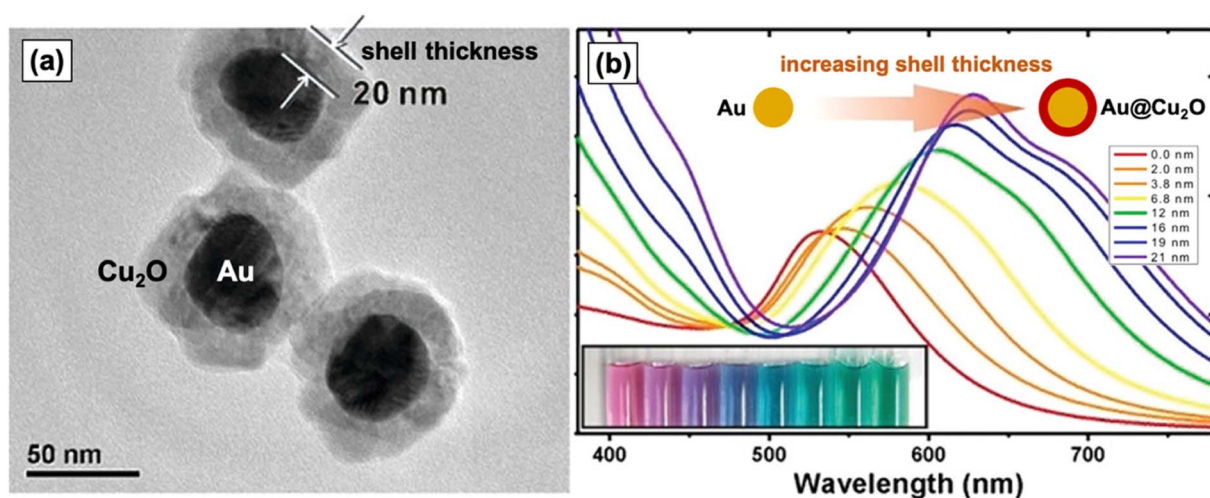 (a)
shell thickness
20 nm
Cu₂O
Au
50 nm
(b)
increasing shell thickness
Au
Au@Cu₂O
0.0 nm
2.0 nm
3.8 nm
6.8 nm
12 nm
16 nm
19 nm
21 nm
400
500
600
700
Wavelength (nm)